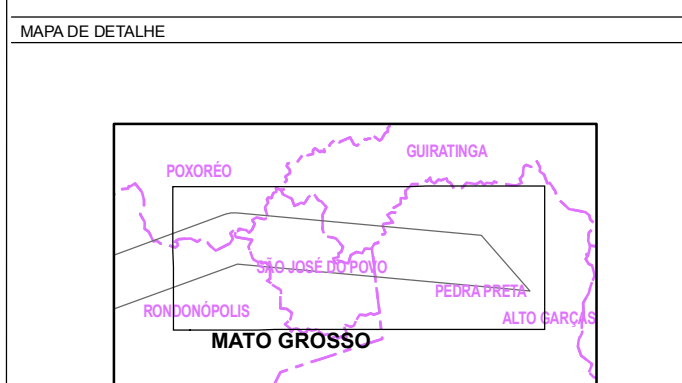 MAPA DE DETALHE
GUIRATINGA
POXORÉO
SÃO JOSÉ DO POVO
PEDRA PRETA
RONDONÓPOLIS
ALTO GARÇAS
MATO GROSSO